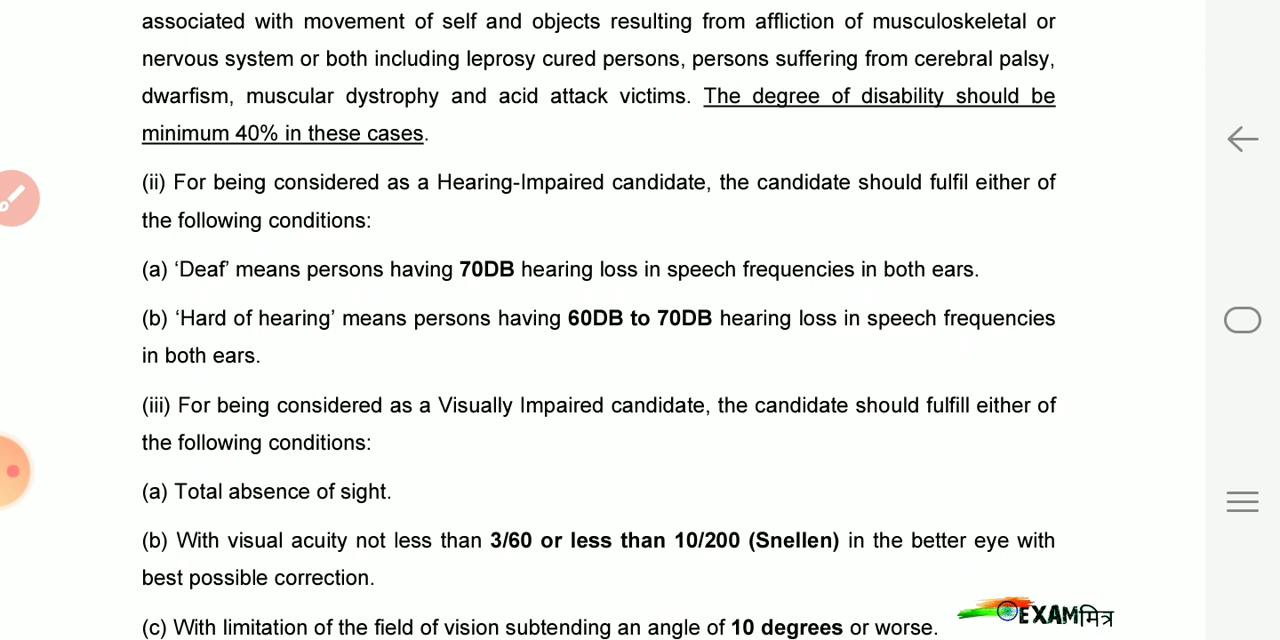 associated with movement of self and objects resulting from affliction of musculoskeletal or
nervous system or both including leprosy cured persons, persons suffering from cerebral palsy,
dwarfism, muscular dystrophy and acid attack victims. The degree of disability should be
minimum 40% in these cases.
(ii) For being considered as a Hearing-Impaired candidate, the candidate should fulfil either of
the following conditions:
(a) ‘Deaf’ means persons having 70DB hearing loss in speech frequencies in both ears.
(b) ‘Hard of hearing’ means persons having 60DB to 70DB hearing loss in speech frequencies
in both ears.
(iii) For being considered as a Visually Impaired candidate, the candidate should fulfill either of
the following conditions:
(a) Total absence of sight.
(b) With visual acuity not less than 3/60 or less than 10/200 (Snellen) in the better eye with
best possible correction.
(c) With limitation of the field of vision subtending an angle of 10 degrees or worse.
EXAMमित्र